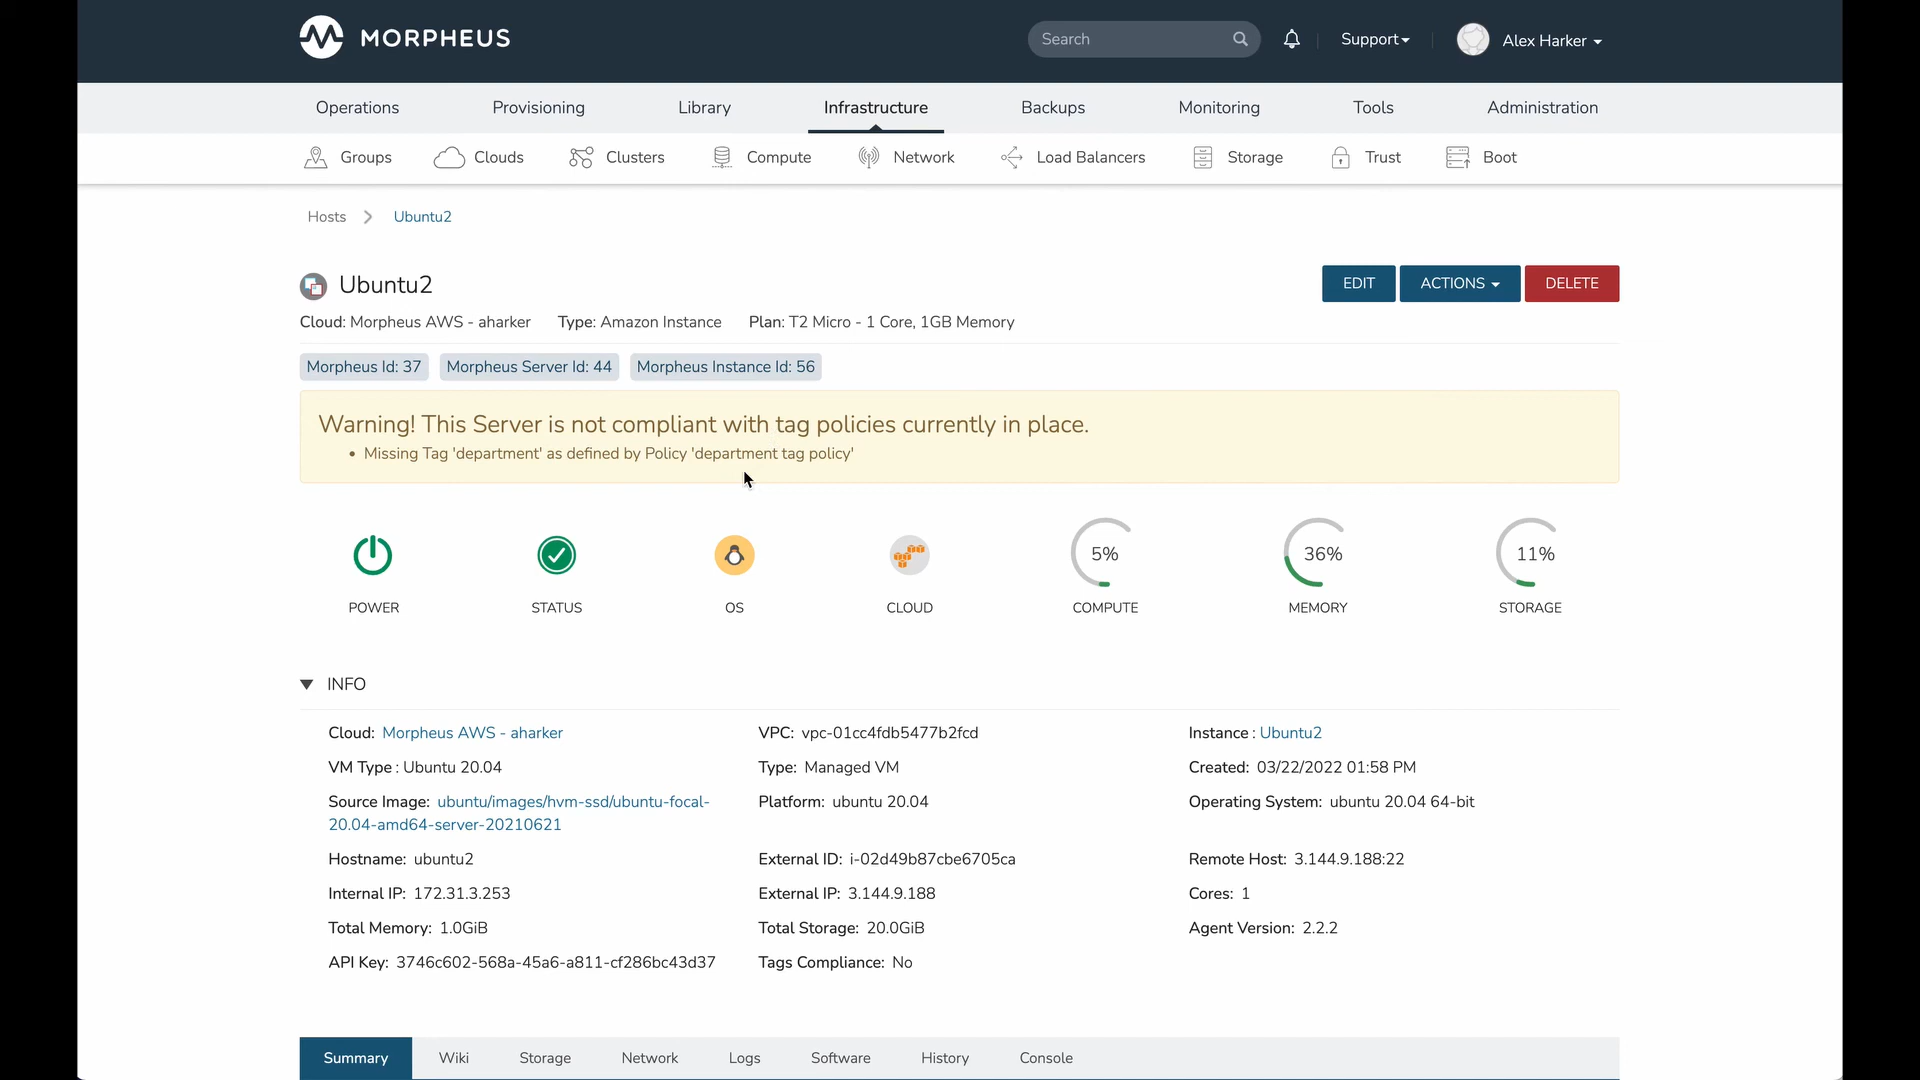 MORPHEUS
Search
Support
Alex Harker
Operations Provisioning Library Infrastructure Backups Monitoring Tools Administration
Groups Clouds Clusters Compute Network Load Balancers Storage Trust Boot
Hosts Ubuntu2
Ubuntu2
EDIT ACTIONS DELETE
Cloud: Morpheus AWS - aharker Type: Amazon Instance Plan: T2 Micro - 1 Core, 1GB Memory
Morpheus Id: 37 Morpheus Server Id: 44 Morpheus Instance Id: 56
Warning! This Server is not compliant with tag policies currently in place.
• Missing Tag 'department' as defined by Policy 'department tag policy'
5% 36% 11%
POWER STATUS OS CLOUD COMPUTE MEMORY STORAGE
INFO
Cloud: Morpheus AWS - aharker VPC: vpc-01cc4fdb5477b2fcd Instance : Ubuntu2
VM Type : Ubuntu 20.04 Type: Managed VM Created: 03/22/2022 01:58 PM
Source Image: ubuntu/images/hvm-ssd/ubuntu-focal- Platform: ubuntu 20.04 Operating System: ubuntu 20.04 64-bit
20.04-amd64-server-20210621
Hostname: ubuntu2 External ID: i-02d49b87cbe6705ca Remote Host: 3.144.9.188:22
Internal IP: 172.31.3.253 External IP: 3.144.9.188 Cores: 1
Total Memory: 1.0GiB Total Storage: 20.0GiB Agent Version: 2.2.2
API Key: 3746c602-568a-45a6-a811-cf286bc43d37 Tags Compliance: No
Summary Wiki Storage Network Logs Software History Console